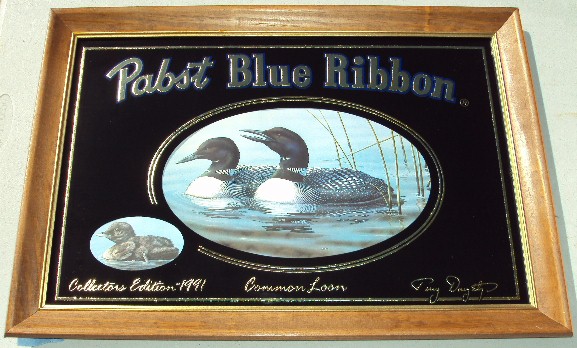 Pabst Blue Ribbon®
Collectors Edition - 1991 Common Loon